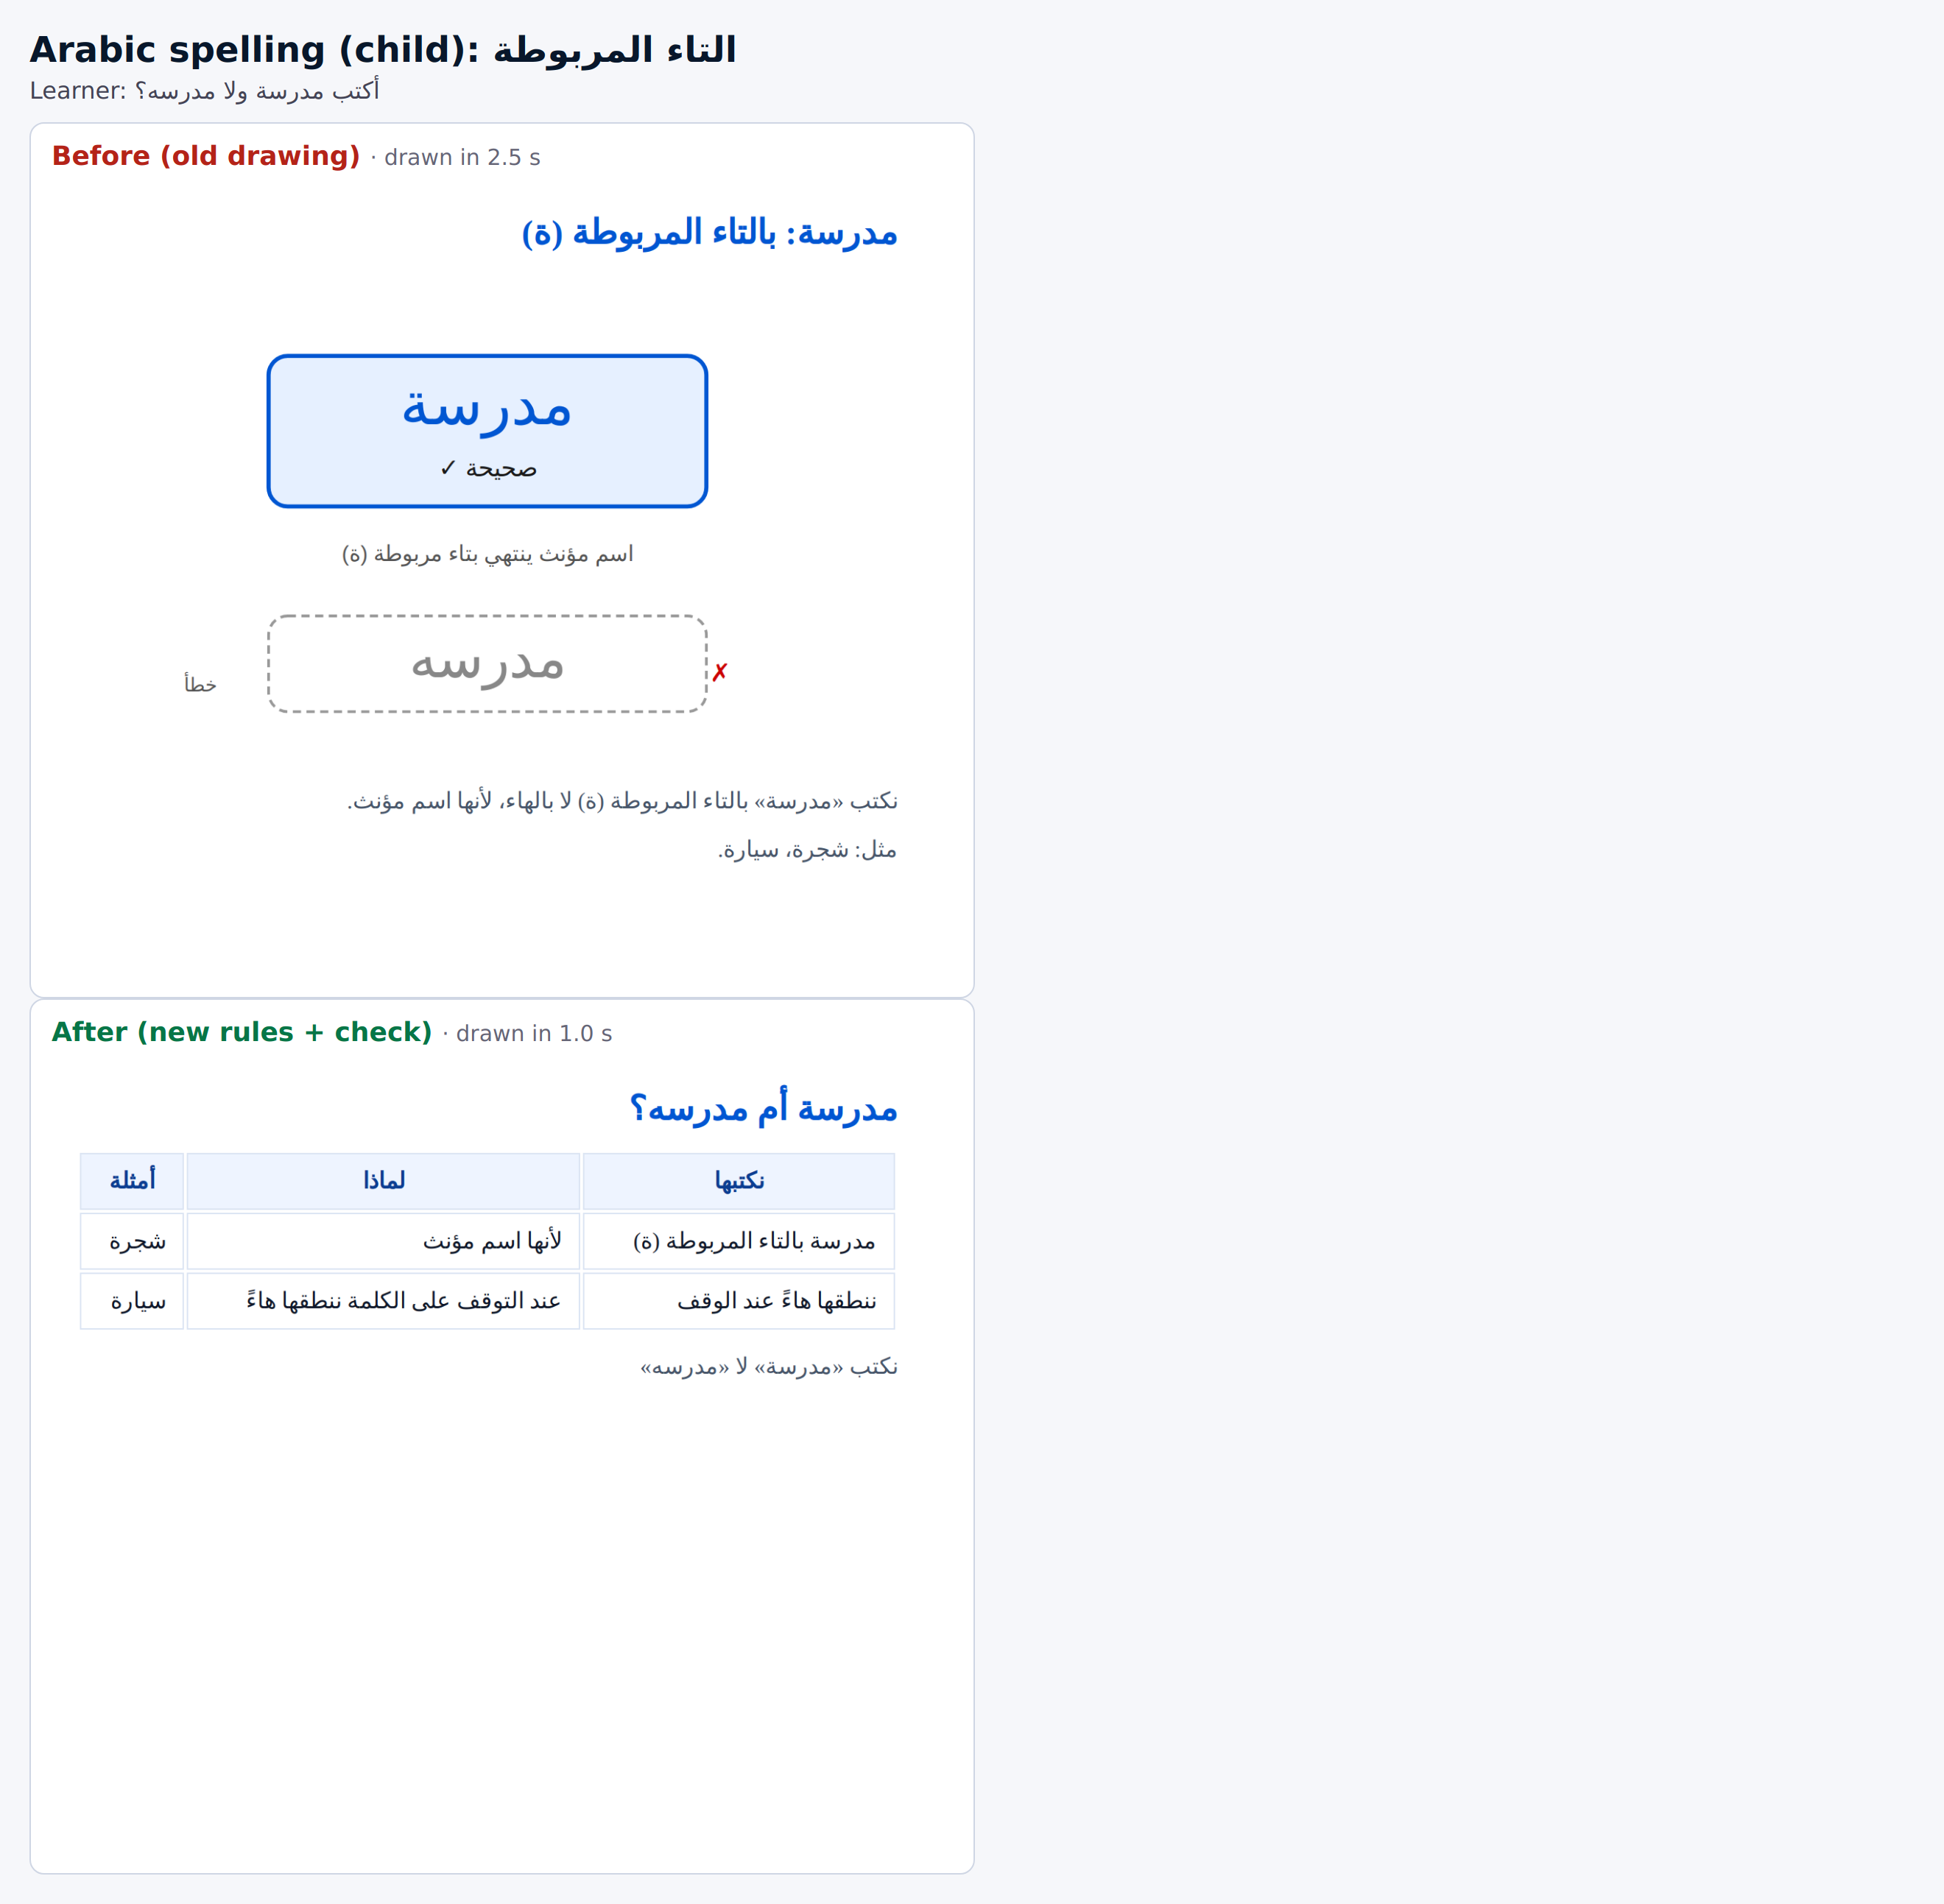 Arabic spelling (child): التاء المربوطة
Learner: أكتب مدرسة ولا مدرسه؟
Before (old drawing) · drawn in 2.5 s
مدرسة: بالتاء المربوطة (ة)
مدرسة
صحيحة ✓
اسم مؤنث ينتهي بتاء مربوطة (ة)
✗ مدرسه خطأ
نكتب «مدرسة» بالتاء المربوطة (ة) لا بالهاء، لأنها اسم مؤنث.
مثل: شجرة، سيارة.
After (new rules + check) · drawn in 1.0 s
مدرسة أم مدرسه؟
نكتبها لماذا أمثلة
مدرسة بالتاء المربوطة (ة) لأنها اسم مؤنث شجرة
ننطقها هاءً عند الوقف عند التوقف على الكلمة ننطقها هاءً سيارة
نكتب «مدرسة» لا «مدرسه»